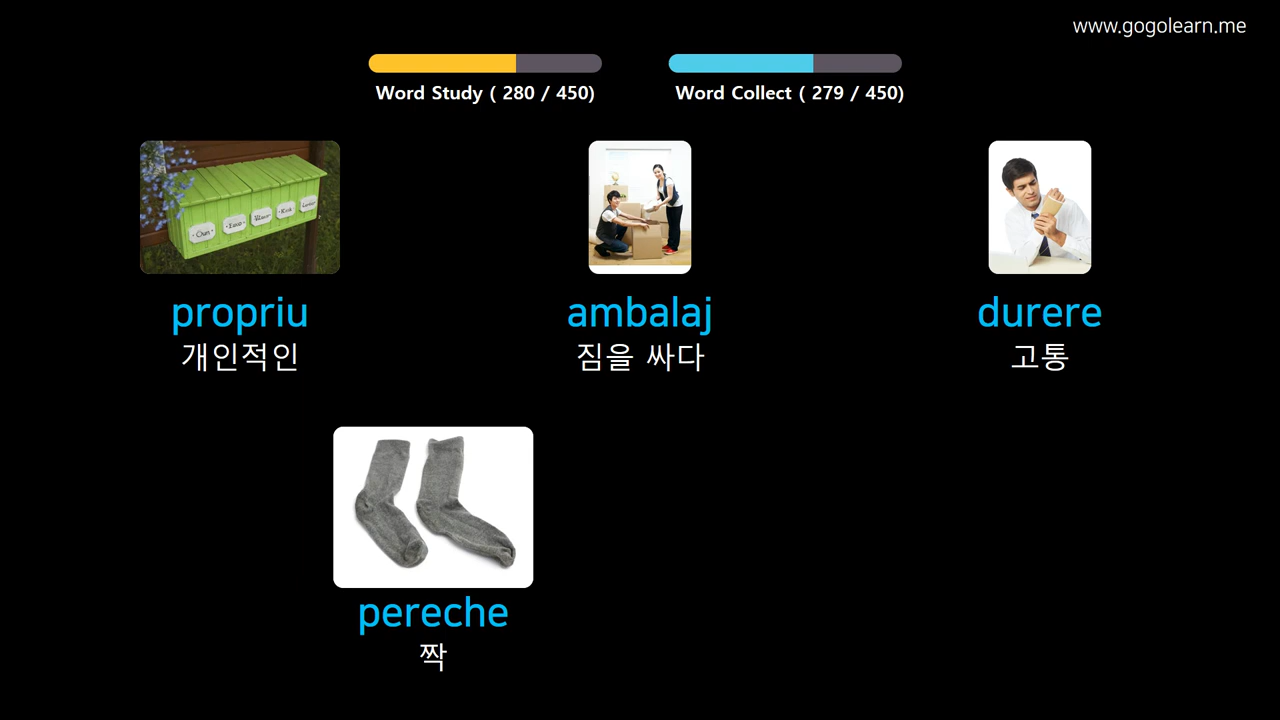 www.gogolearn.me
Word Study ( 280 / 450)
Word Collect ( 279 / 450)
propriu
개인적인
ambalaj
짐을 싸다
durere
고통
pereche
짝